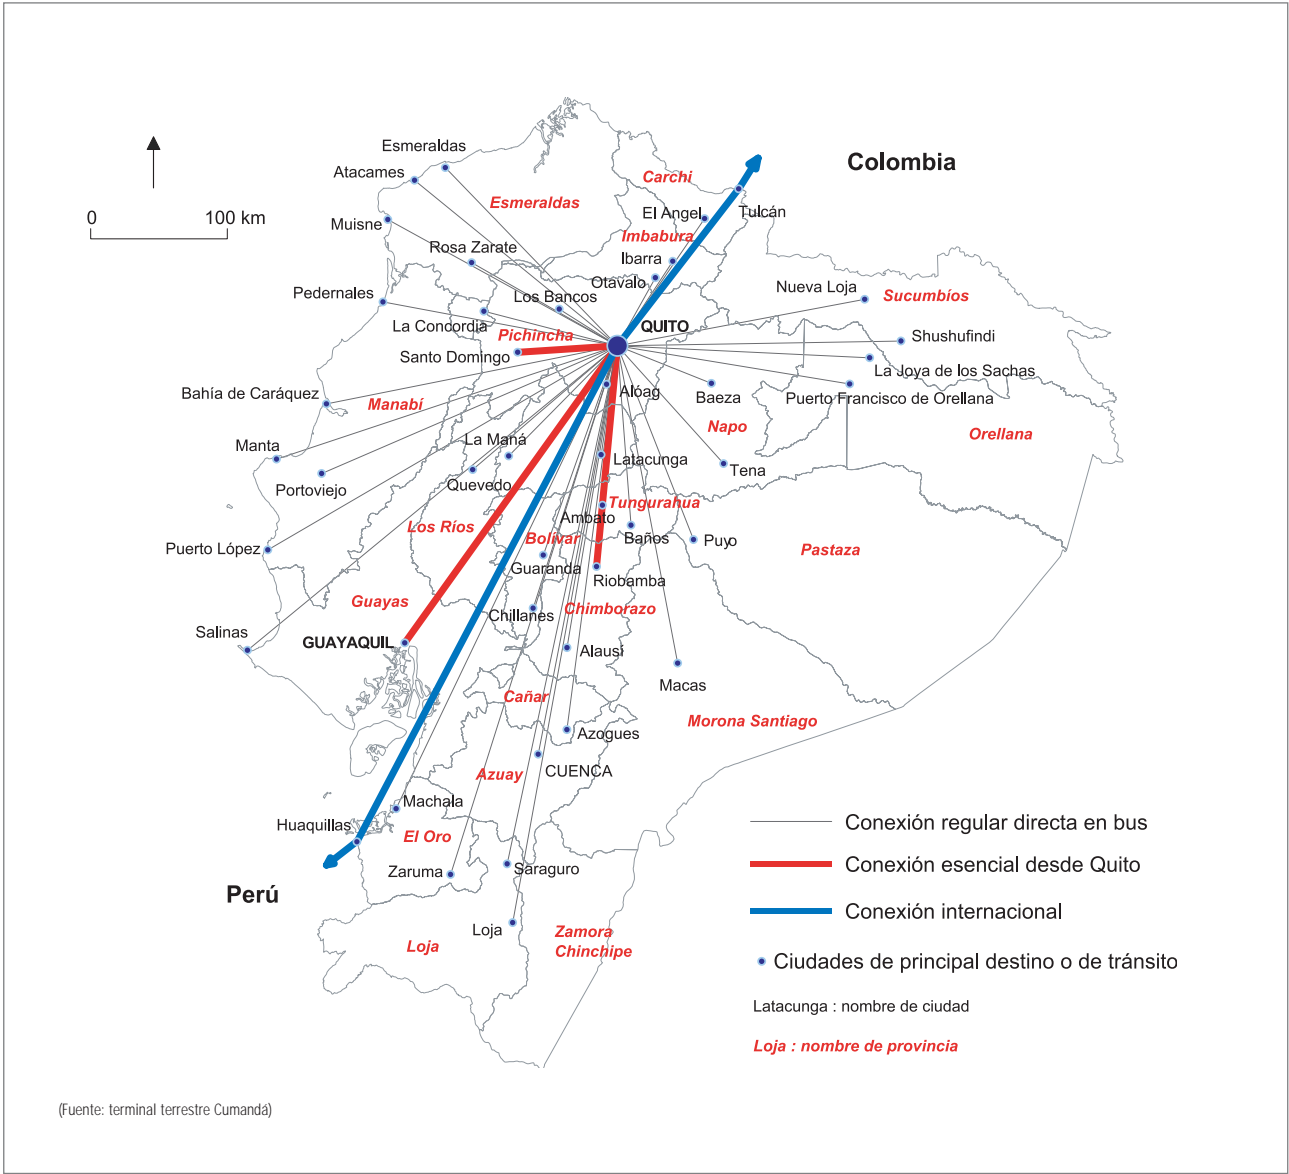 Esmeraldas
Atacames
Colombia
Carchi
Esmeraldas
0
100 km
Muisne
El Angel
Tulcán
Imbabura
Rosa Zarate
Ibarra
Otavalo
Nueva Loja
Sucumbíos
Pedernales
Los Bancos
La Concordia
QUITO
Pichincha
Santo Domingo
Shushufindi
La Joya de los Sachas
Bahía de Caráquez
Manabí
Alóag
Baeza
Puerto Francisco de Orellana
Napo
Orellana
Manta
La Maná
Latacunga
Tena
Portoviejo
Quevedo
Tungurahua
Los Ríos
Ambato
Bolívar
Baños
Puyo
Pastaza
Puerto López
Guaranda
Riobamba
Guayas
Chillanes
Chimborazo
Salinas
GUAYAQUIL
Alausí
Macas
Cañar
Morona Santiago
Azogues
Azuay
CUENCA
Machala
Huaquillas
El Oro
Zaruma
Saraguro
Perú
Loja
Loja
Zamora
Chinchipe
Conexión regular directa en bus
Conexión esencial desde Quito
Conexión internacional
Ciudades de principal destino o de tránsito
Latacunga : nombre de ciudad
Loja : nombre de provincia
(Fuente: terminal terrestre Cumandá)